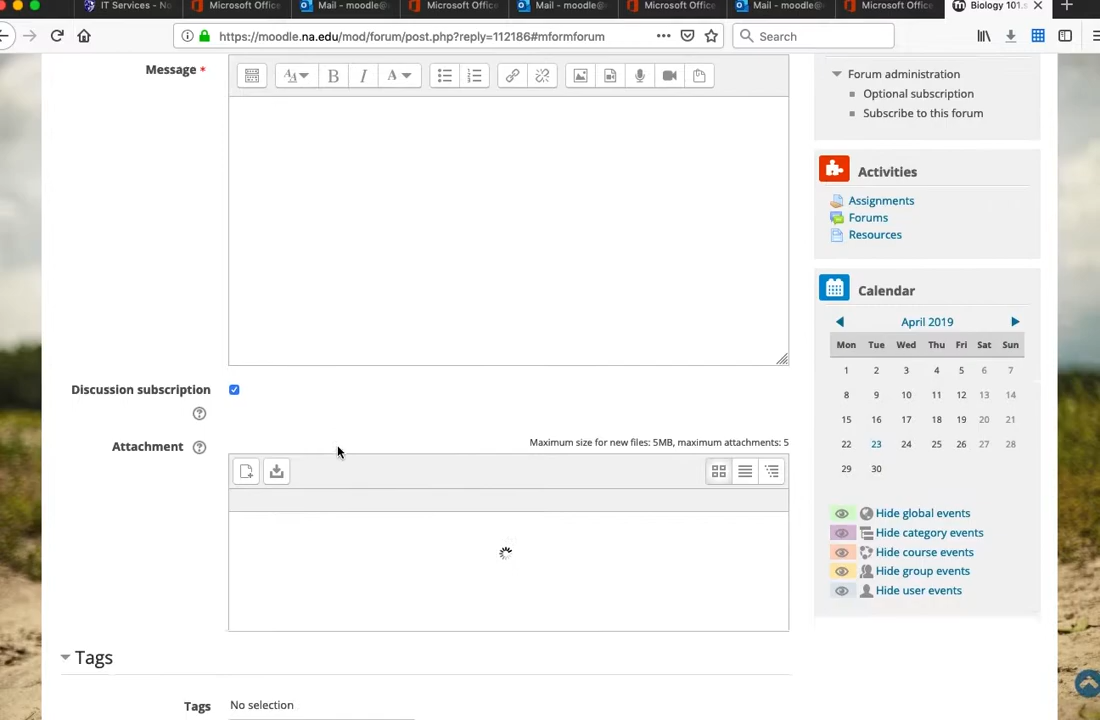 IT Services - No
Microsoft Office
Mail - moodle@
Microsoft Office
Mail - moodle@
Microsoft Office
Mail - moodle@
Microsoft Office
Biology 101.s
https://moodle.na.edu/mod/forum/post.php?reply=112186#mformforum
Search
Message *
B I A
Forum administration
Optional subscription
Subscribe to this forum
Activities
Assignments
Forums
Resources
Calendar
April 2019
Mon Tue Wed Thu Fri Sat Sun
1 2 3 4 5 6 7
8 9 10 11 12 13 14
15 16 17 18 19 20 21
22 23 24 25 26 27 28
29 30
Hide global events
Hide category events
Hide course events
Hide group events
Hide user events
Discussion subscription
Attachment
Maximum size for new files: 5MB, maximum attachments: 5
Tags
Tags
No selection